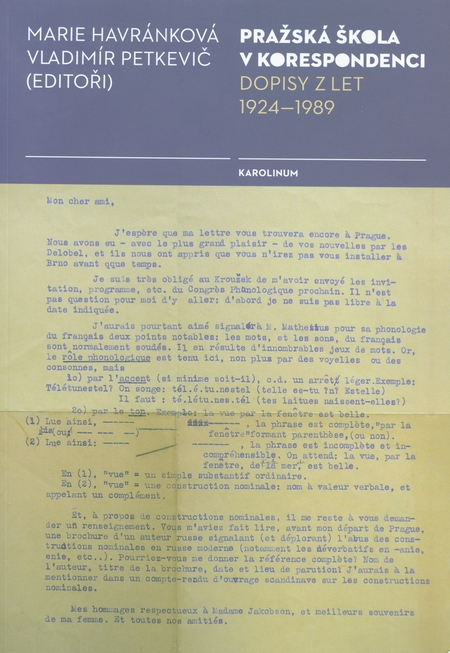 MARIE HAVRÁNKOVÁ
VLADIMÍR PETKEVIČ
(EDITOŘI)
PRAŽSKÁ ŠKOLA
V KORESPONDENCI
DOPISY Z LET
1924—1989
KAROLINUM
Mon cher ami,
J'espère que ma lettre vous trouvera encore à Prague.
Nous avons eu - avec le plus grand plaisir - de vos nouvelles par les
Delobel, et ils nous ont appris que vous n'irez pas vous installer à
Brno avant qque temps.
Je suis très obligé au Kroužek de m'avoir envoyé les invi-
tation, programme, etc. du Congrès Phonologique prochain. Il n'est
pas question pour moi d'y aller: d'abord je ne suis pas libre à la
date indiquée.
J'aurais pourtant aimé signaler à M. Mathesius pour sa phonologie
du français deux points notables: les mots, et les sons, du français
sont normalement soudés. Il en résulte d'innombrables jeux de mots. Or,
le role phonologique est tenu ici, non plus par des voyelles ou des
consonnes, mais
1o) par l'accent (si minime soit-il), c.d. un arrêt léger. Exemple:
Télétunestel? On songe: tél.é.tu.nestel (telle es-tu ?n? Estelle)
Il faut : té.létu.nes.tel (tes laitues naissent-elles?)
2o) par le ton. Exemple: la vue par la fenêtre est belle.
(1) Lue ainsi, ------ , la phrase est complète,"par la
fenêtre"formant parenthèse,(ou non).
(2) Lue ainsi: ----- -------- , la phrase est incomplète et in-
compréhensible. On attend: la vue, par la
fenêtre, de la mer, est belle.
En (1), "vue" = un simple substantif ordinaire.
En (2), "vue" = une construction nominale: nom à valeur verbale, et
appelant un complément.
Et, à propos de constructions nominales, il me reste à vous deman-
der un renseignement. Vous m'aviez fait lire, avant mon départ de Prague,
une brochure d'un auteur russe signalant (et déplorant) l'abus des cons-
tructions nominales en russe moderne (notamment les déverbatifs en -anie,
enie, etc..). Pourriez-vous me donner la référence complète? Nom de
l'auteur, titre de la brochure, date et lieu de parution? J'aurais à la
mentionner dans un compte-rendu d'ouvrage scandinave sur les constructions
nominales.
Mes hommages respectueux à Madame Jakobson, et meilleurs souvenirs
de ma femme. Et toutes nos amitiés.